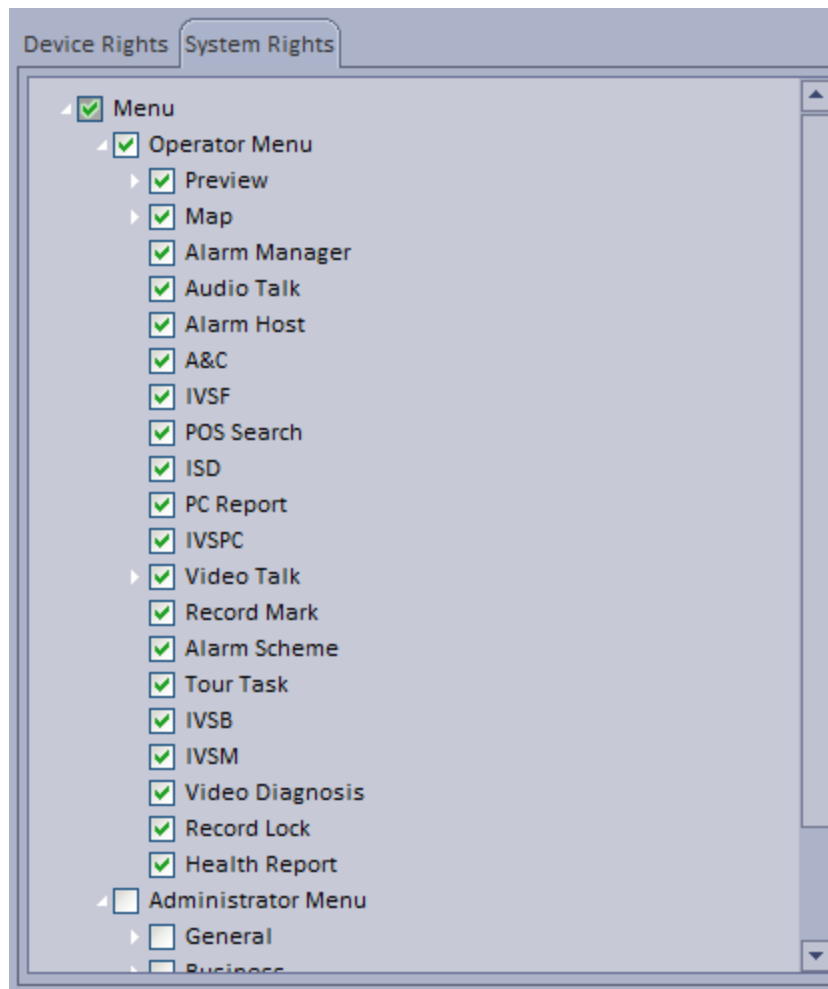 Device Rights System Rights
Menu
Operator Menu
Preview
Map
Alarm Manager
Audio Talk
Alarm Host
A&C
IVSF
POS Search
ISD
PC Report
IVSPC
Video Talk
Record Mark
Alarm Scheme
Tour Task
IVSB
IVSM
Video Diagnosis
Record Lock
Health Report
Administrator Menu
General
Business